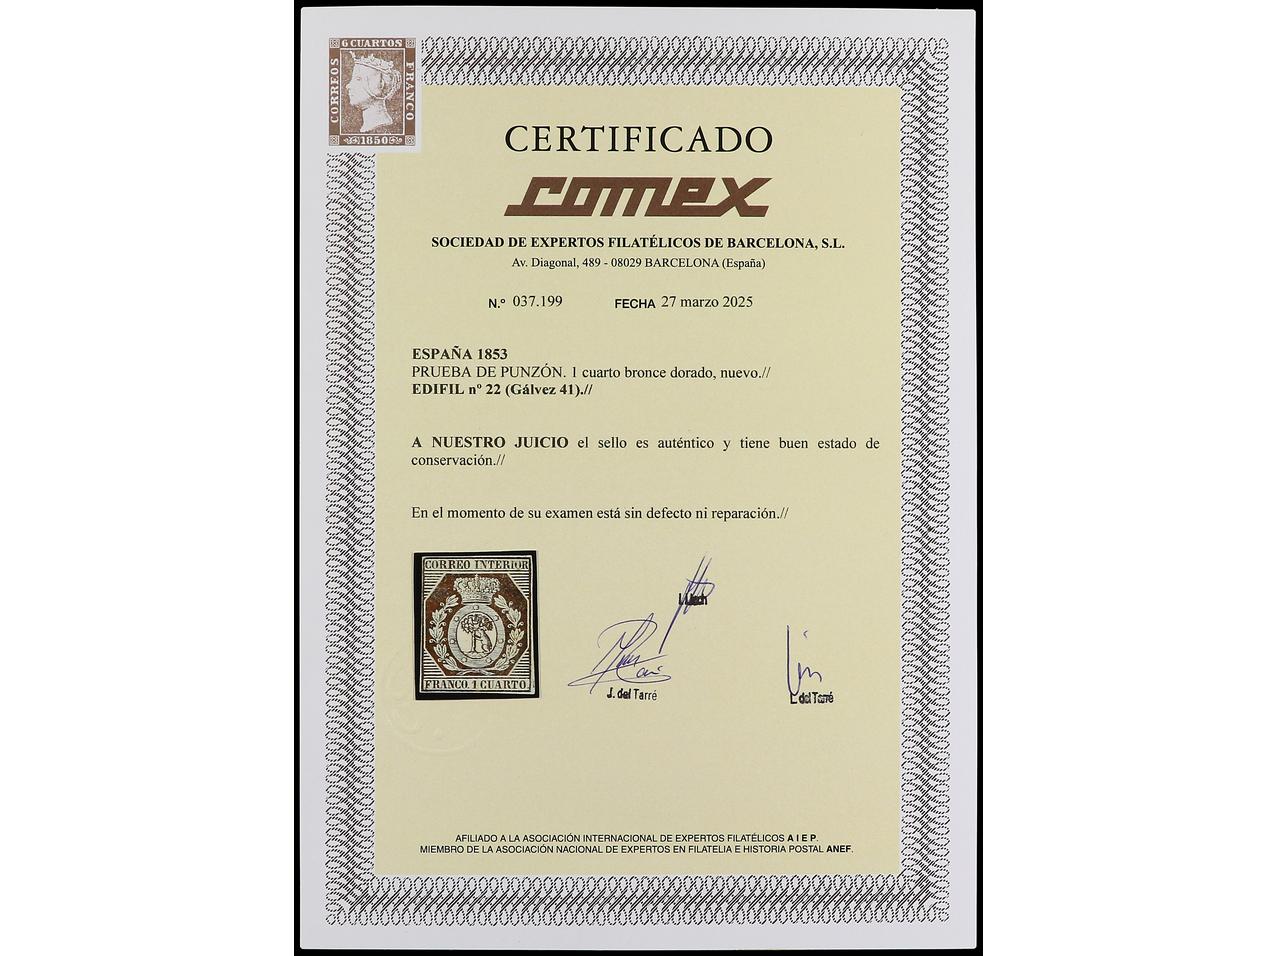 6 CUARTOS
CORREOS
FRANCO
1850
CERTIFICADO
comex
SOCIEDAD DE EXPERTOS FILATÉLICOS DE BARCELONA, S.L.
Av. Diagonal, 489 - 08029 BARCELONA (España)
N.º 037.199 FECHA 27 marzo 2025
ESPAÑA 1853
PRUEBA DE PUNZÓN. 1 cuarto bronce dorado, nuevo.//
EDIFIL nº 22 (Gálvez 41).//
A NUESTRO JUICIO el sello es auténtico y tiene buen estado de
conservación.//
En el momento de su examen está sin defecto ni reparación.//
CORREO INTERIOR
FRANCO. 1 CUARTO.
J. del Tarré
L. del Tarré
AFILIADO A LA ASOCIACIÓN INTERNACIONAL DE EXPERTOS FILATÉLICOS A I E P.
MIEMBRO DE LA ASOCIACIÓN NACIONAL DE EXPERTOS EN FILATELIA E HISTORIA POSTAL ANEF.